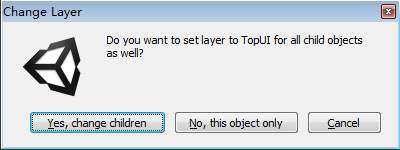 Change Layer
Do you want to set layer to TopUI for all child objects
as well?
Yes, change children
No, this object only
Cancel